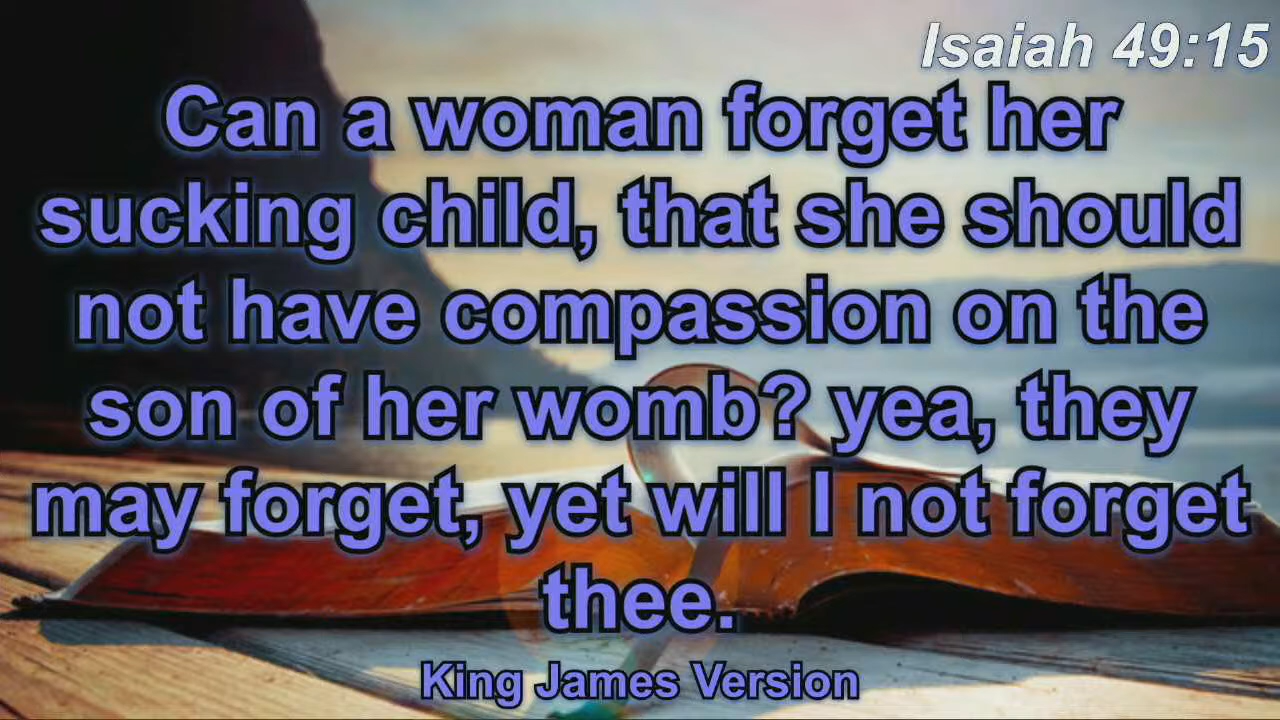 Isaiah 49:15
Can a woman forget her
sucking child, that she should
not have compassion on the
son of her womb? yea, they
may forget, yet will I not forget
thee.
King James Version